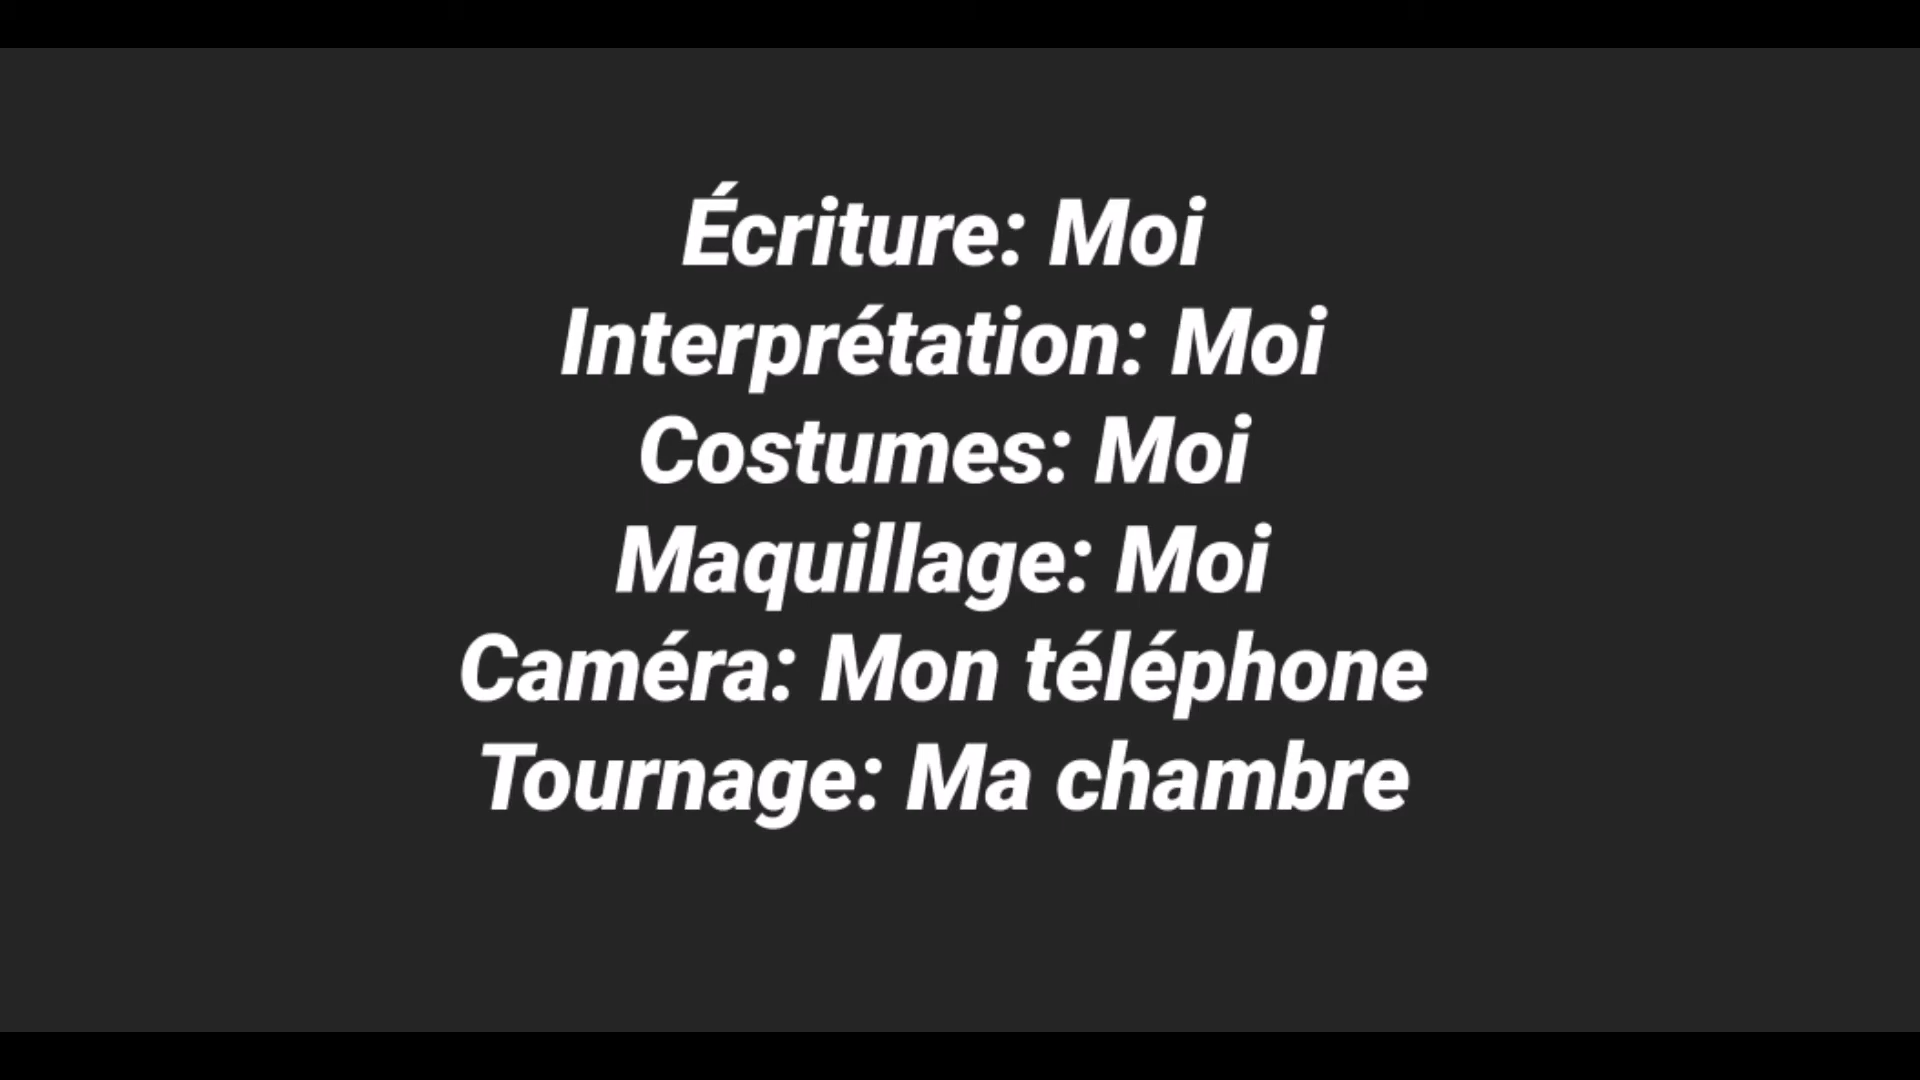 Écriture: Moi
Interprétation: Moi
Costumes: Moi
Maquillage: Moi
Caméra: Mon téléphone
Tournage: Ma chambre